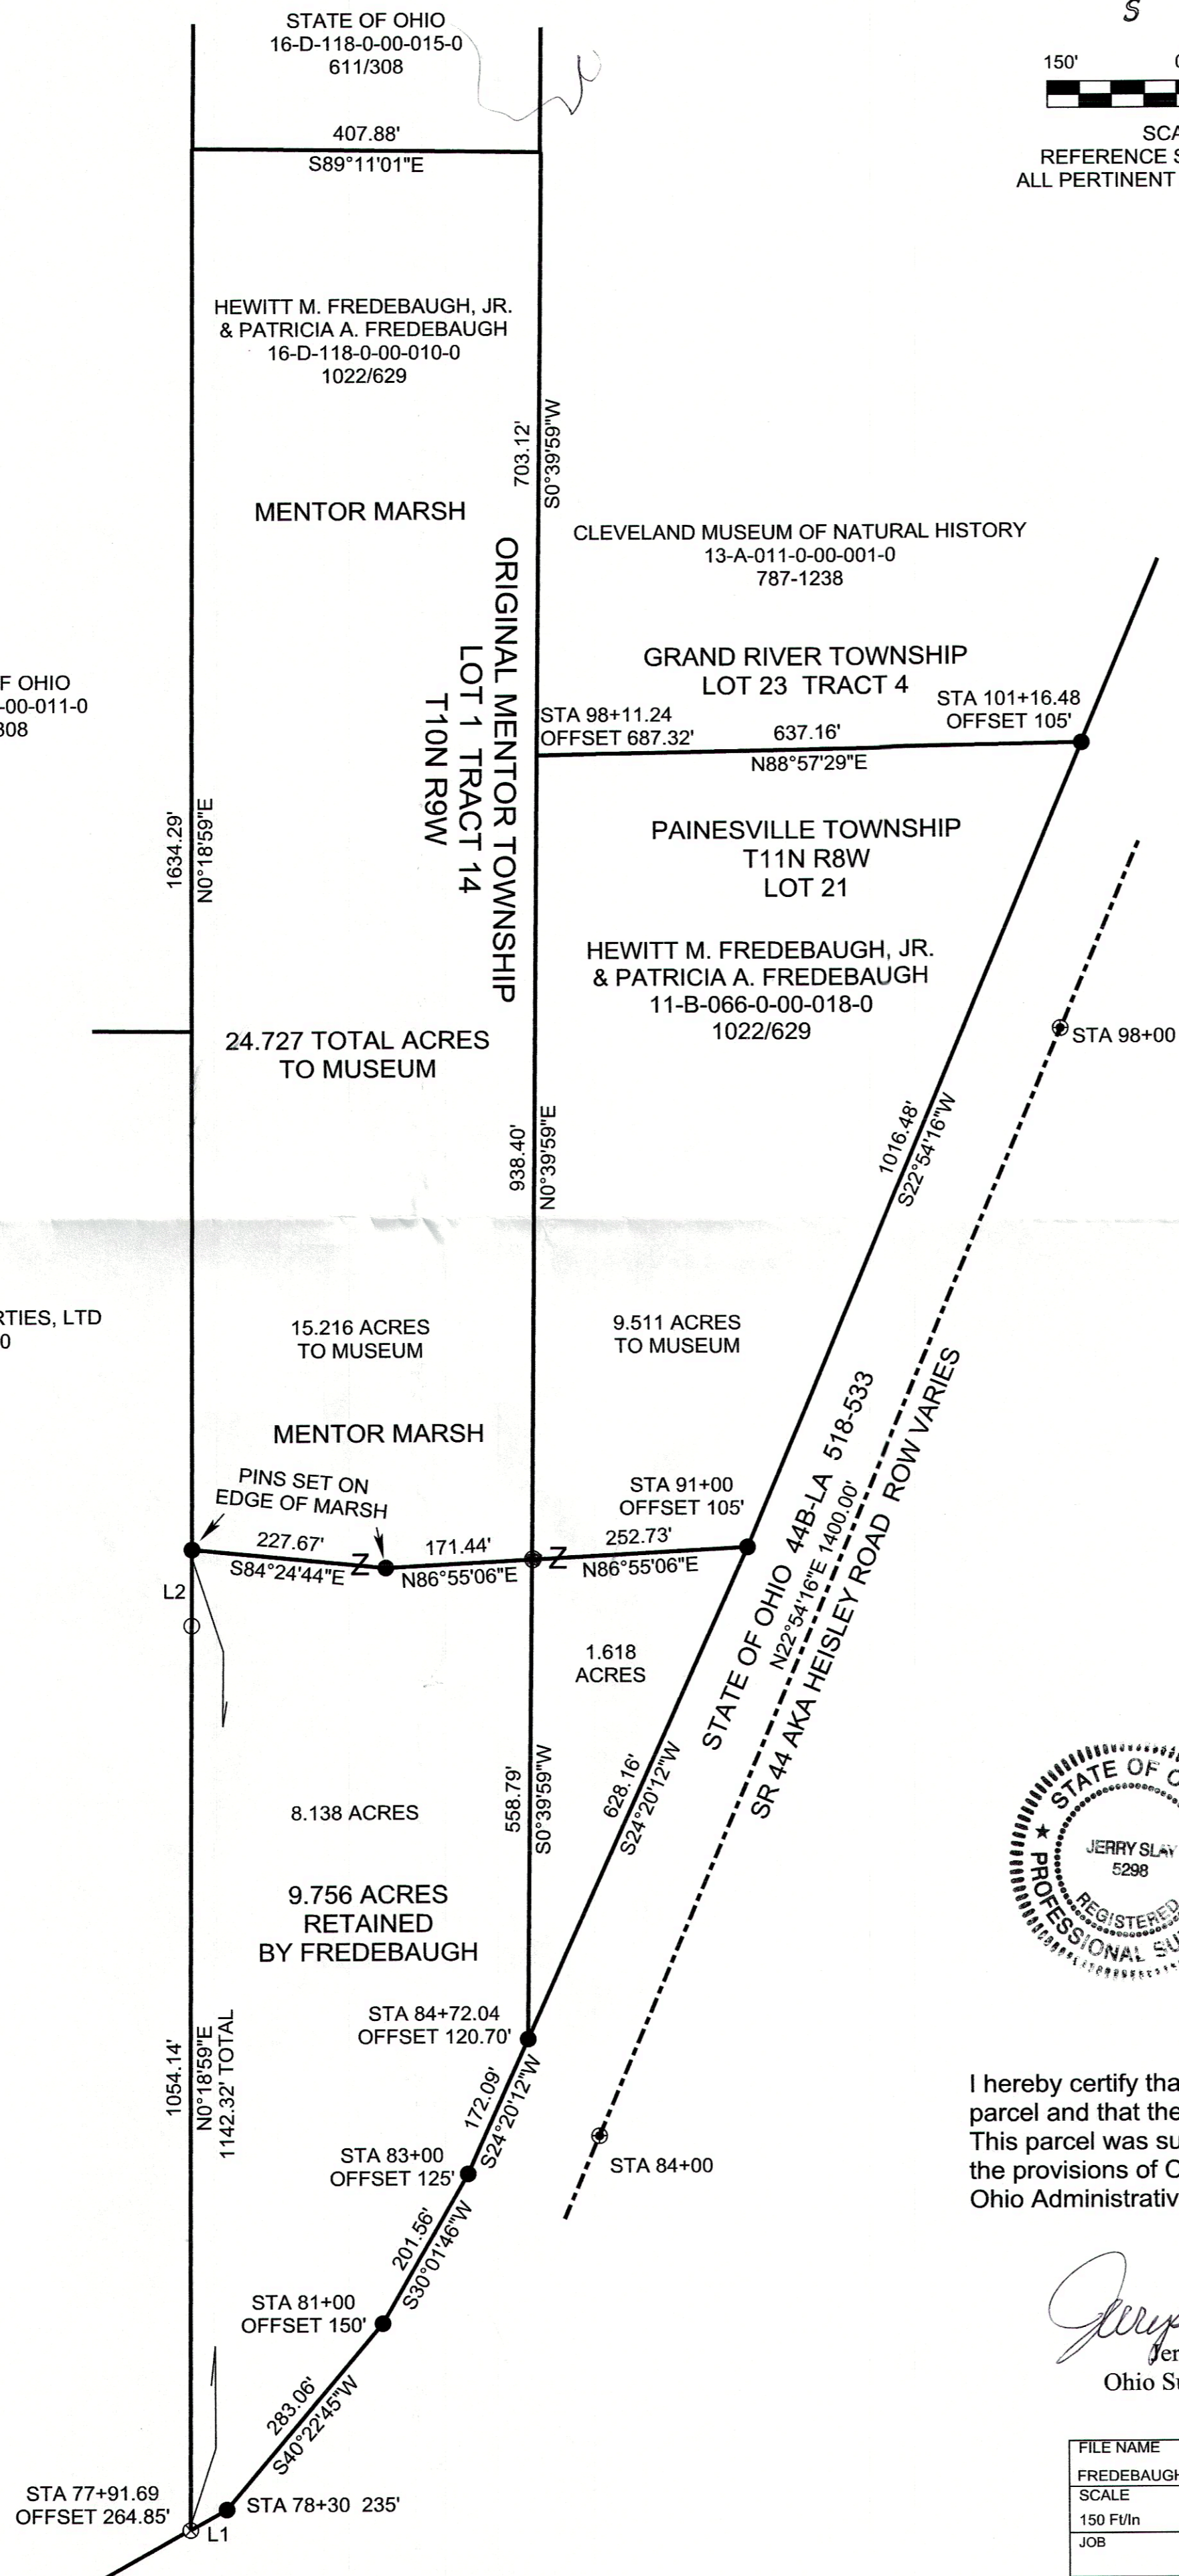 S
STATE OF OHIO
16-D-118-0-00-015-0
611/308
150'
407.88'
S89°11'01"E
REFERENCE
ALL PERTINENT
HEWITT M. FREDEBAUGH, JR.
& PATRICIA A. FREDEBAUGH
16-D-118-0-00-010-0
1022/629
703.12'
S0°39'59"W
MENTOR MARSH
CLEVELAND MUSEUM OF NATURAL HISTORY
13-A-011-0-00-001-0
787-1238
ORIGINAL MENTOR TOWNSHIP
LOT 1 TRACT 14
T10N R9W
GRAND RIVER TOWNSHIP
LOT 23 TRACT 4
F OHIO
-00-011-0
308
STA 98+11.24
OFFSET 687.32'
637.16'
N88°57'29"E
STA 101+16.48
OFFSET 105'
1634.29'
N0°18'59"E
PAINESVILLE TOWNSHIP
T11N R8W
LOT 21
HEWITT M. FREDEBAUGH, JR.
& PATRICIA A. FREDEBAUGH
11-B-066-0-00-018-0
1022/629
STA 98+00
24.727 TOTAL ACRES
TO MUSEUM
938.40'
N0°39'59"E
1016.48'
S22°54'16"W
RTIES, LTD
0
15.216 ACRES
TO MUSEUM
9.511 ACRES
TO MUSEUM
MENTOR MARSH
STATE OF OHIO 44B-LA 518-533
N22°54'16"E 1400.00'
SR 44 AKA HEISLEY ROAD ROW VARIES
PINS SET ON
EDGE OF MARSH
STA 91+00
OFFSET 105'
227.67'
S84°24'44"E
Z
171.44'
N86°55'06"E
Z
252.73'
N86°55'06"E
L2
1.618
ACRES
558.79'
S0°39'59"W
628.16'
S24°20'12"W
8.138 ACRES
9.756 ACRES
RETAINED
BY FREDEBAUGH
STATE OF O
JERRY SLAY
5298
REGISTERED
PROFESSIONAL SU
STA 84+72.04
OFFSET 120.70'
1054.14'
N0°18'59"E
1142.32' TOTAL
172.09'
S24°20'12"W
I hereby certify tha
parcel and that the
This parcel was su
the provisions of O
Ohio Administrativ
STA 83+00
OFFSET 125'
STA 84+00
201.56'
S30°01'46"W
STA 81+00
OFFSET 150'
283.06'
S40°22'45"W
Jer
Ohio Su
STA 77+91.69
OFFSET 264.85'
STA 78+30 235'
L1
FILE NAME
FREDEBAUGH
SCALE
150 Ft/In
JOB